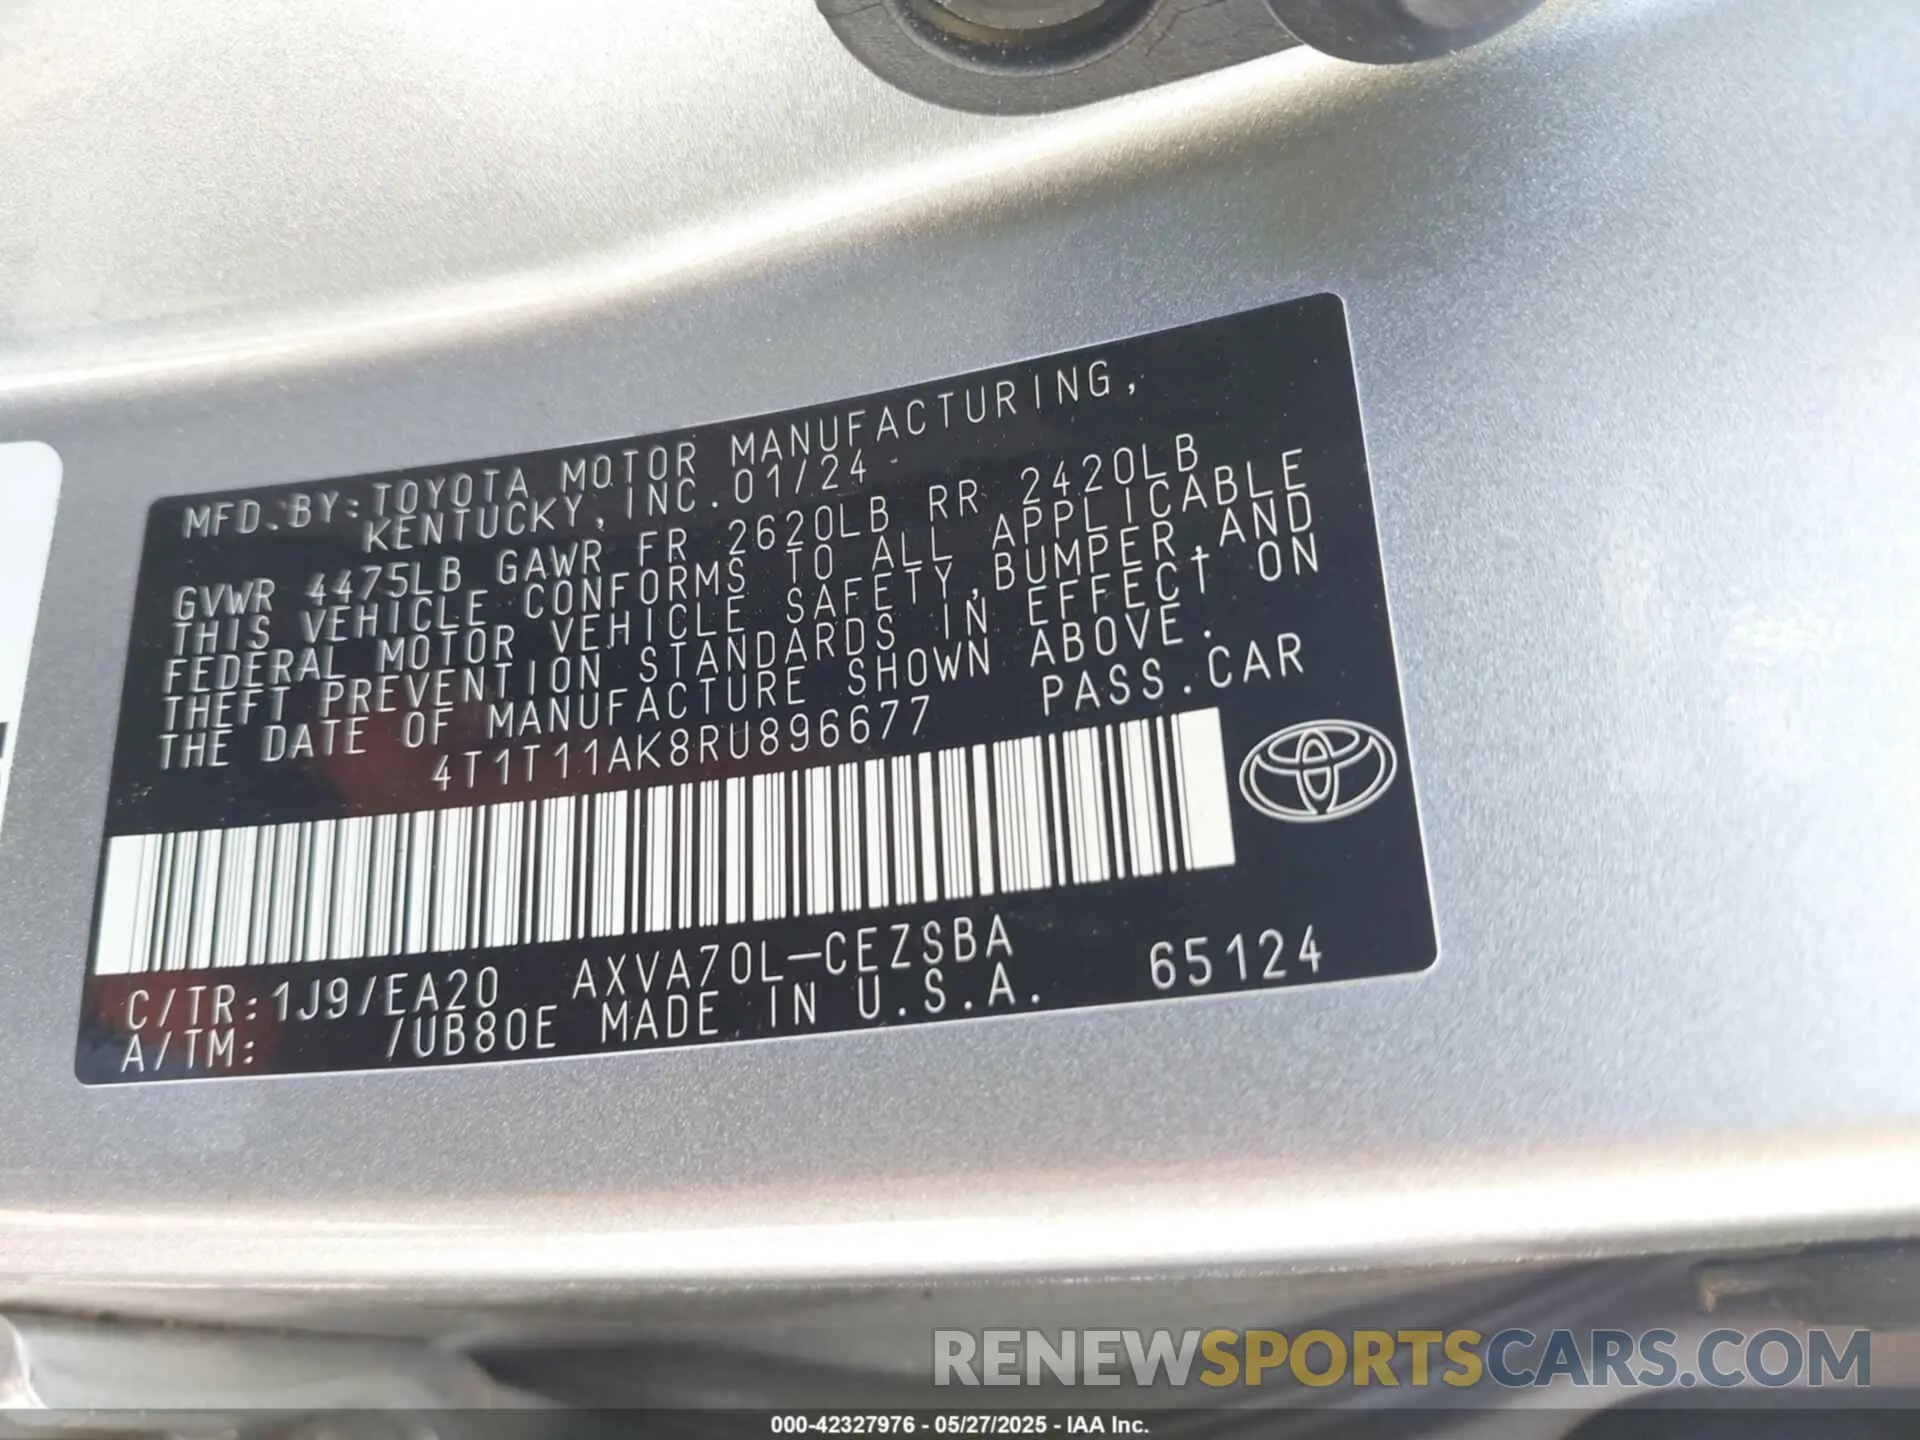 MFD.BY:TOYOTA MOTOR MANUFACTURING,
KENTUCKY,INC.01/24
GVWR 4475LB GAWR FR 2620LB RR 2420LB
THIS VEHICLE CONFORMS TO ALL APPLICABLE
FEDERAL MOTOR VEHICLE SAFETY,BUMPER,AND
THEFT PREVENTION STANDARDS IN EFFECT ON
THE DATE OF MANUFACTURE SHOWN ABOVE.
4T1T11AK8RU896677 PASS.CAR
C/TR:1J9/EA20 AXVA70L-CEZSBA 65124
A/TM: /UB80E MADE IN U.S.A.
RENEWSPORTSCARS.COM
000-42327976 - 05/27/2025 - IAA Inc.